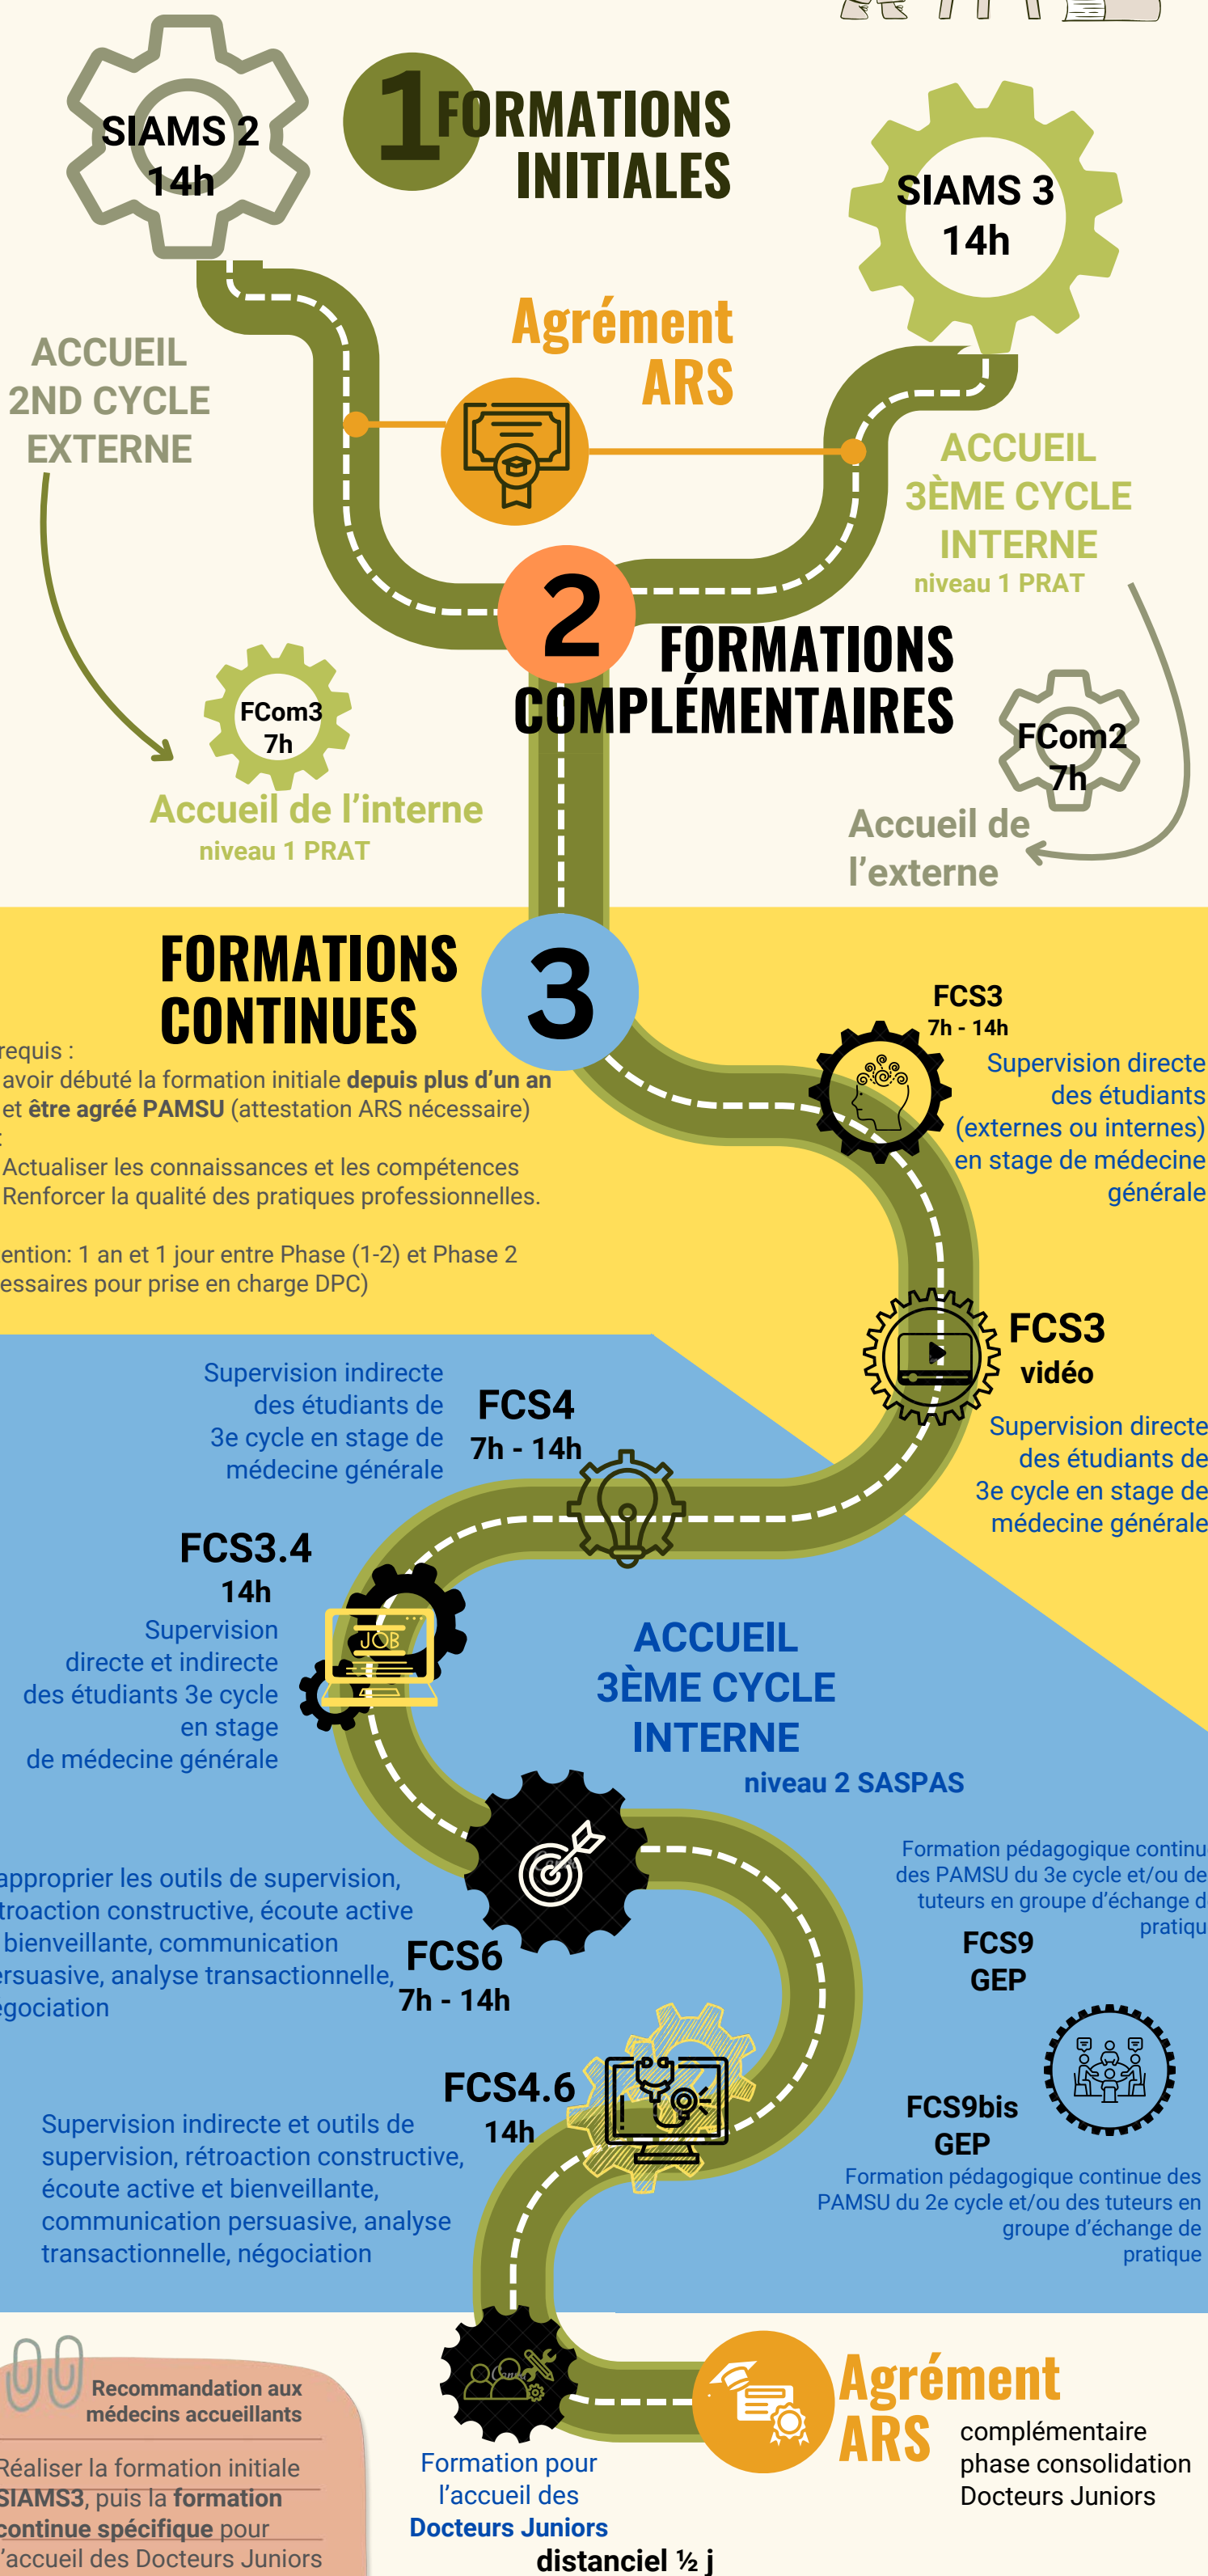 SIAMS 2
14h
1
FORMATIONS
INITIALES
SIAMS 3
14h
Agrément
ARS
ACCUEIL
2ND CYCLE
EXTERNE
ACCUEIL
3ÈME CYCLE
INTERNE
niveau 1 PRAT
2
FORMATIONS
COMPLÉMENTAIRES
FCom3
7h
Accueil de l’interne
niveau 1 PRAT
FCom2
7h
Accueil de
l’externe
FORMATIONS
CONTINUES
3
requis :
avoir débuté la formation initiale depuis plus d’un an
et être agréé PAMSU (attestation ARS nécessaire)
:
Actualiser les connaissances et les compétences
Renforcer la qualité des pratiques professionnelles.
ention: 1 an et 1 jour entre Phase (1-2) et Phase 2
essaires pour prise en charge DPC)
FCS3
7h - 14h
Supervision directe
des étudiants
(externes ou internes)
en stage de médecine
générale
FCS3
vidéo
Supervision directe
des étudiants de
3e cycle en stage de
médecine générale
Supervision indirecte
des étudiants de
3e cycle en stage de
médecine générale
FCS4
7h - 14h
FCS3.4
14h
Supervision
directe et indirecte
des étudiants 3e cycle
en stage
de médecine générale
JOB
ACCUEIL
3ÈME CYCLE
INTERNE
niveau 2 SASPAS
approprier les outils de supervision,
troaction constructive, écoute active
bienveillante, communication
ersuasive, analyse transactionnelle,
égociation
FCS6
7h - 14h
Formation pédagogique continu
des PAMSU du 3e cycle et/ou de
tuteurs en groupe d’échange d
pratiqu
FCS9
GEP
FCS4.6
14h
Supervision indirecte et outils de
supervision, rétroaction constructive,
écoute active et bienveillante,
communication persuasive, analyse
transactionnelle, négociation
FCS9bis
GEP
Formation pédagogique continue des
PAMSU du 2e cycle et/ou des tuteurs en
groupe d’échange de
pratique
Recommandation aux
médecins accueillants
Réaliser la formation initiale
SIAMS3, puis la formation
continue spécifique pour
l’accueil des Docteurs Juniors
Formation pour
l’accueil des
Docteurs Juniors
distanciel ½ j
Agrément
ARS
complémentaire
phase consolidation
Docteurs Juniors